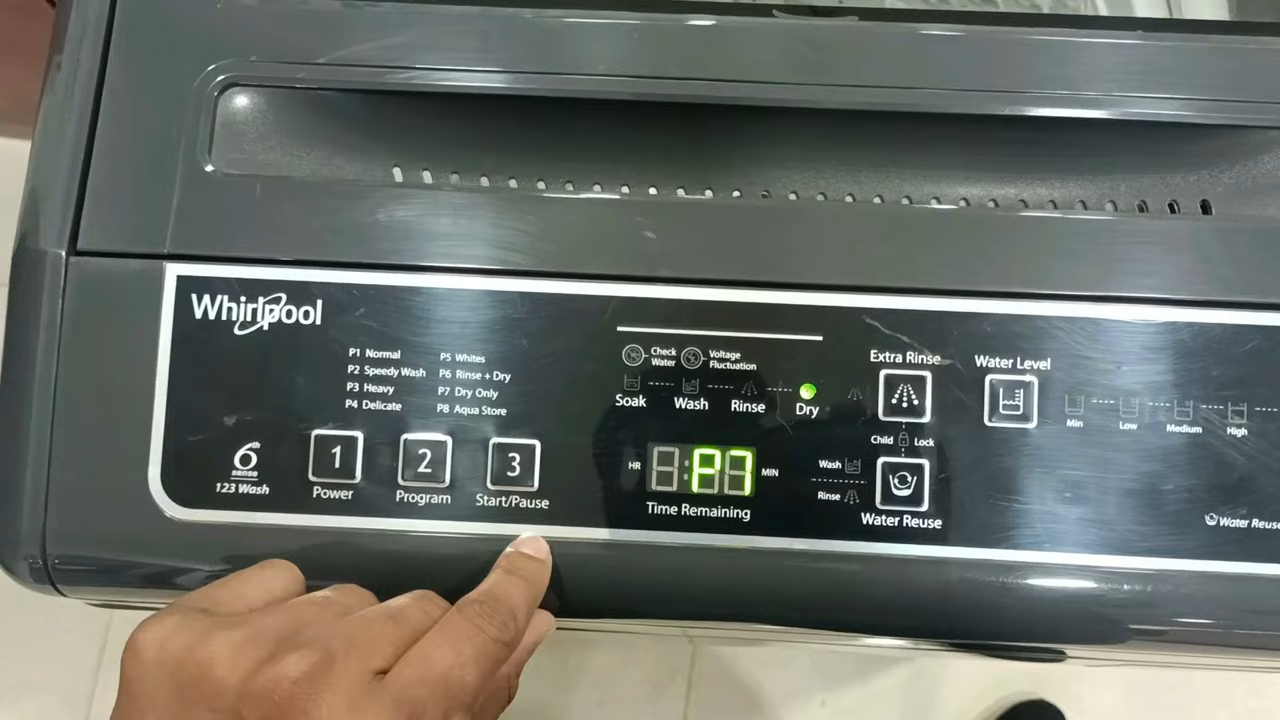 Whirlpool
P1 Normal
P2 Speedy Wash
P3 Heavy
P4 Delicate
P5 Whites
P6 Rinse + Dry
P7 Dry Only
P8 Aqua Store
6th
sense
123 Wash
1
Power
2
Program
3
Start/Pause
Check
Water
Voltage
Fluctuation
Soak
Wash
Rinse
Dry
HR
P7
MIN
Time Remaining
Extra Rinse
Child Lock
Wash
Rinse
Water Reuse
Water Level
Min
Low
Medium
High
Water Reuse